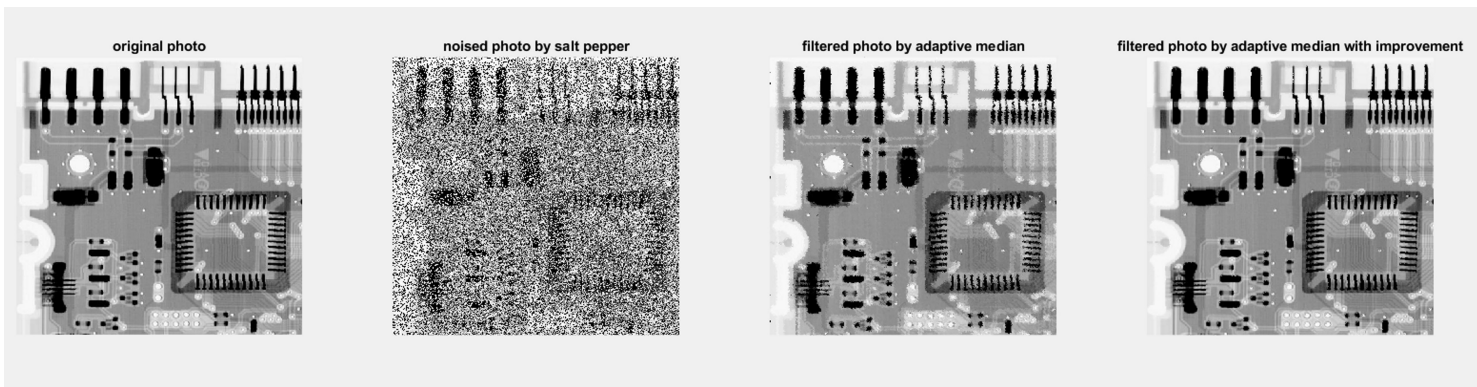 original photo
noised photo by salt pepper
filtered photo by adaptive median
filtered photo by adaptive median with improvement